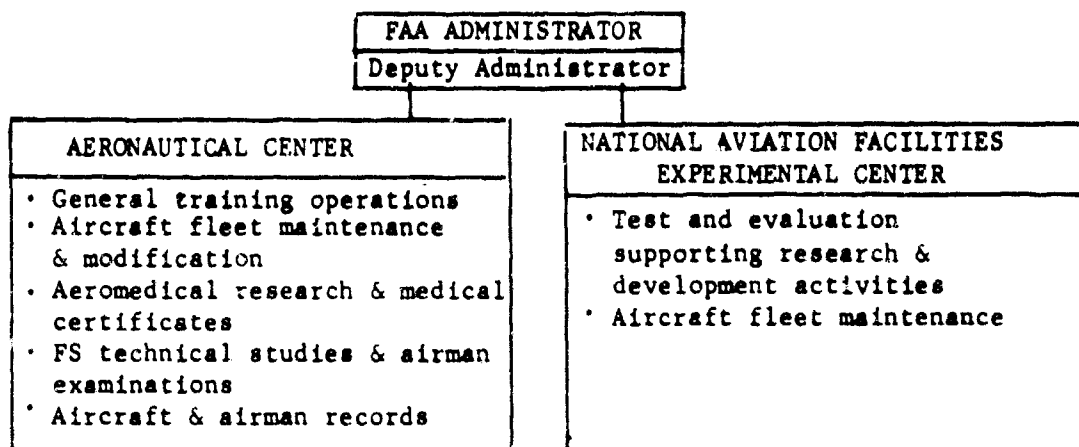 FAA ADMINISTRATOR
Deputy Administrator
AERONAUTICAL CENTER
· General training operations
· Aircraft fleet maintenance
& modification
· Aeromedical research & medical
certificates
· FS technical studies & airman
examinations
· Aircraft & airman records
NATIONAL AVIATION FACILITIES
EXPERIMENTAL CENTER
· Test and evaluation
supporting research &
development activities
· Aircraft fleet maintenance